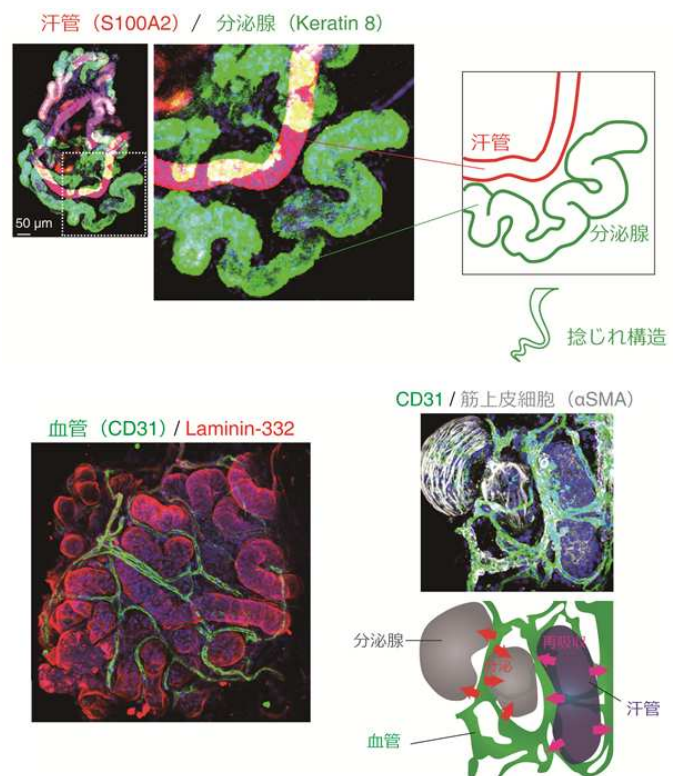 汗管（S100A2）/ 分泌腺（Keratin 8）
50 μm
汗管
分泌腺
捻じれ構造
血管（CD31）/ Laminin-332
CD31 / 筋上皮細胞（αSMA）
分泌腺
分泌
再吸収
汗管
血管